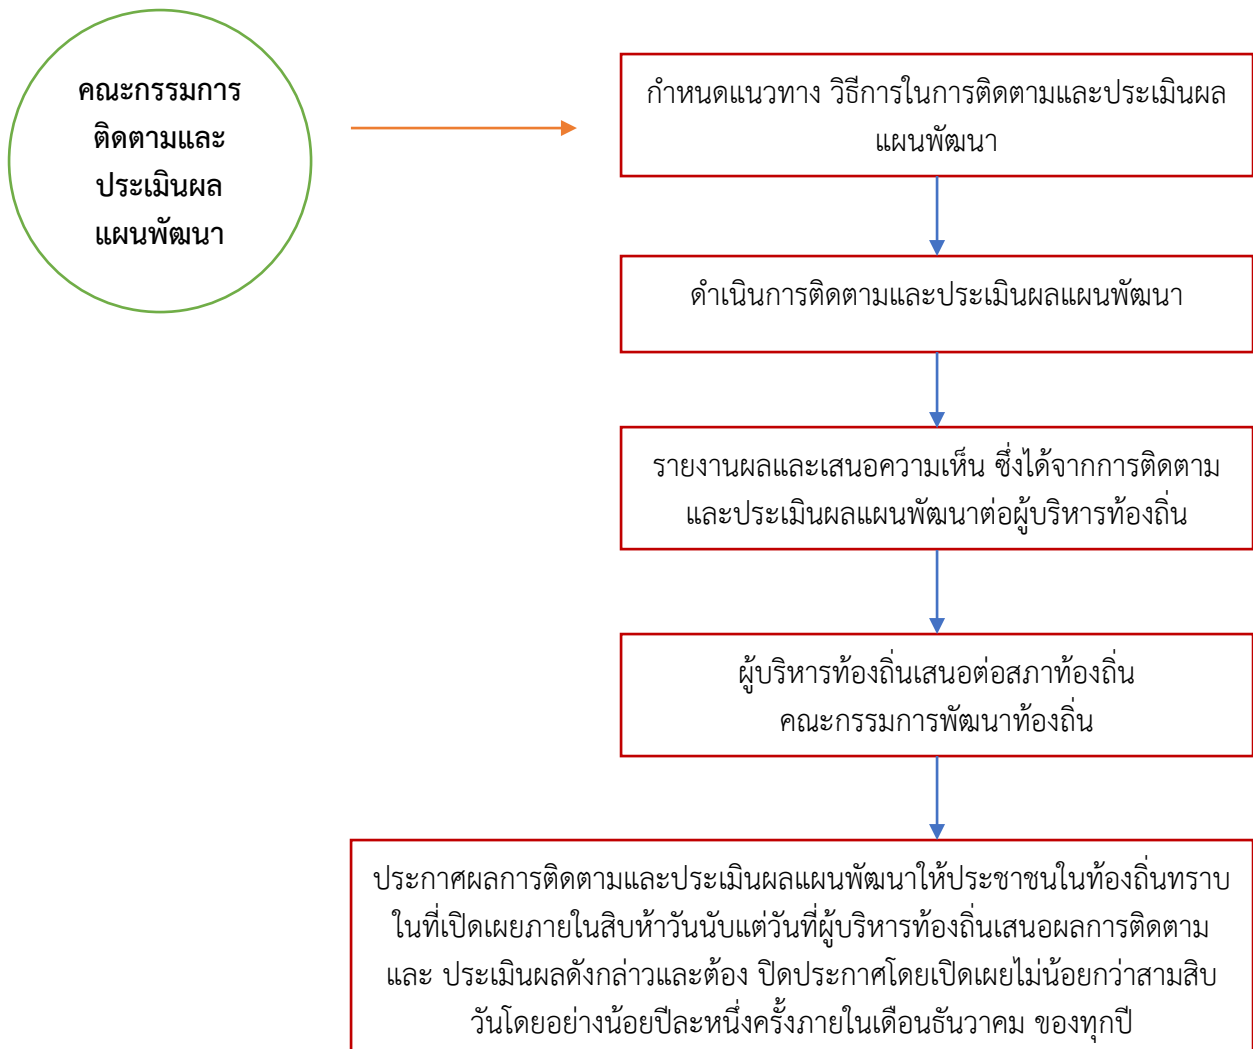 คณะกรรมการ
ติดตามและ
ประเมินผล
แผนพัฒนา
กำหนดแนวทาง วิธีการในการติดตามและประเมินผล
แผนพัฒนา
ดำเนินการติดตามและประเมินผลแผนพัฒนา
รายงานผลและเสนอความเห็น ซึ่งได้จากการติดตาม
และประเมินผลแผนพัฒนาต่อผู้บริหารท้องถิ่น
ผู้บริหารท้องถิ่นเสนอต่อสภาท้องถิ่น
คณะกรรมการพัฒนาท้องถิ่น
ประกาศผลการติดตามและประเมินผลแผนพัฒนาให้ประชาชนในท้องถิ่นทราบ
ในที่เปิดเผยภายในสิบห้าวันนับแต่วันที่ผู้บริหารท้องถิ่นเสนอผลการติดตาม
และ ประเมินผลดังกล่าวและต้อง ปิดประกาศโดยเปิดเผยไม่น้อยกว่าสามสิบ
วันโดยอย่างน้อยปีละหนึ่งครั้งภายในเดือนธันวาคม ของทุกปี